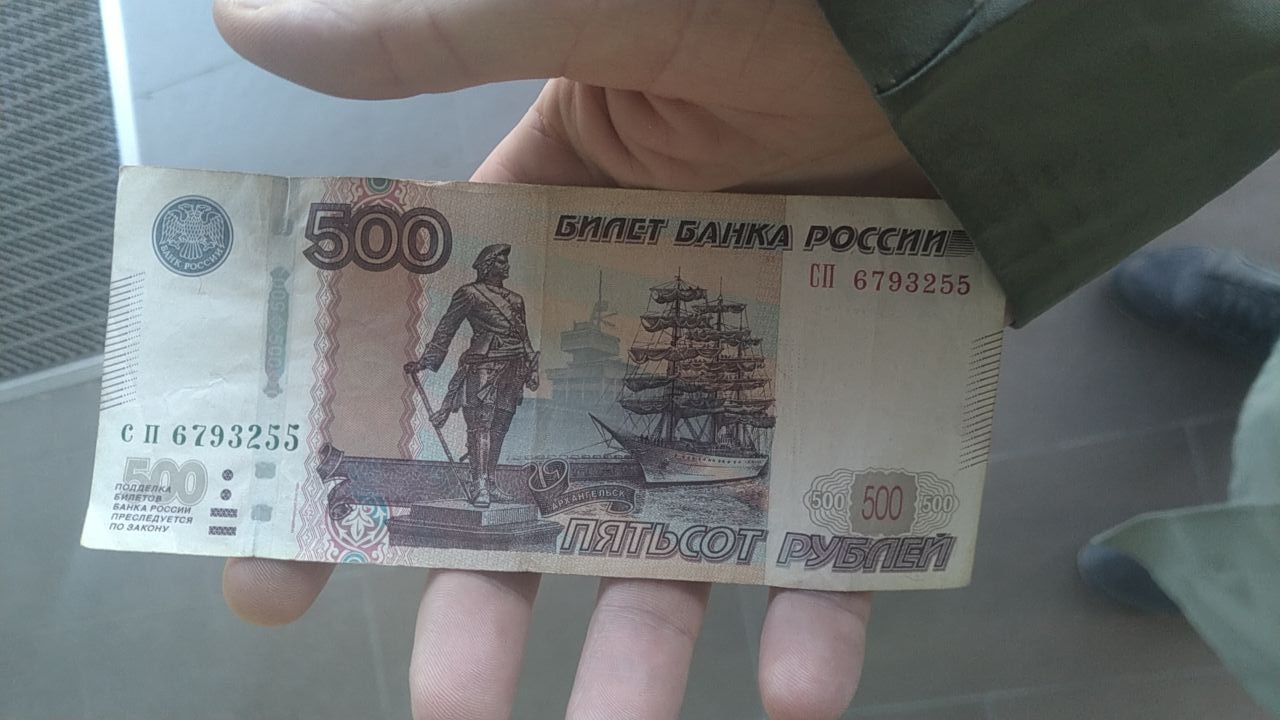 БАНК РОССИИ
500
БИЛЕТ БАНКА РОССИИ
СП 6793255
СП 6793255
500
ПОДДЕЛКА
БИЛЕТОВ
БАНКА РОССИИ
ПРЕСЛЕДУЕТСЯ
ПО ЗАКОНУ
АРХАНГЕЛЬСК
500 500 500
ПЯТЬСОТ РУБЛЕЙ